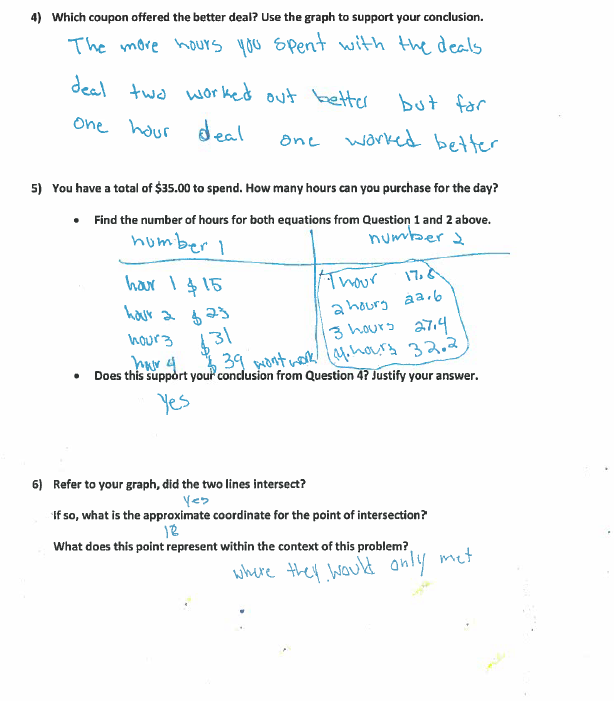 4) Which coupon offered the better deal? Use the graph to support your conclusion.
The more hours you spent with the deals
deal two worked out better but for
one hour deal one worked better
5) You have a total of $35.00 to spend. How many hours can you purchase for the day?
• Find the number of hours for both equations from Question 1 and 2 above.
number 1 number 2
hour 1 $15 1 hour 17.8
hour 2 $23 2 hours 22.6
hours 3 $31 3 hours 27.4
hour 4 $39 wont work 4. hours 32.2
• Does this support your conclusion from Question 4? Justify your answer.
Yes
6) Refer to your graph, did the two lines intersect?
Yes
If so, what is the approximate coordinate for the point of intersection?
What does this point represent within the context of this problem?
where they would only met